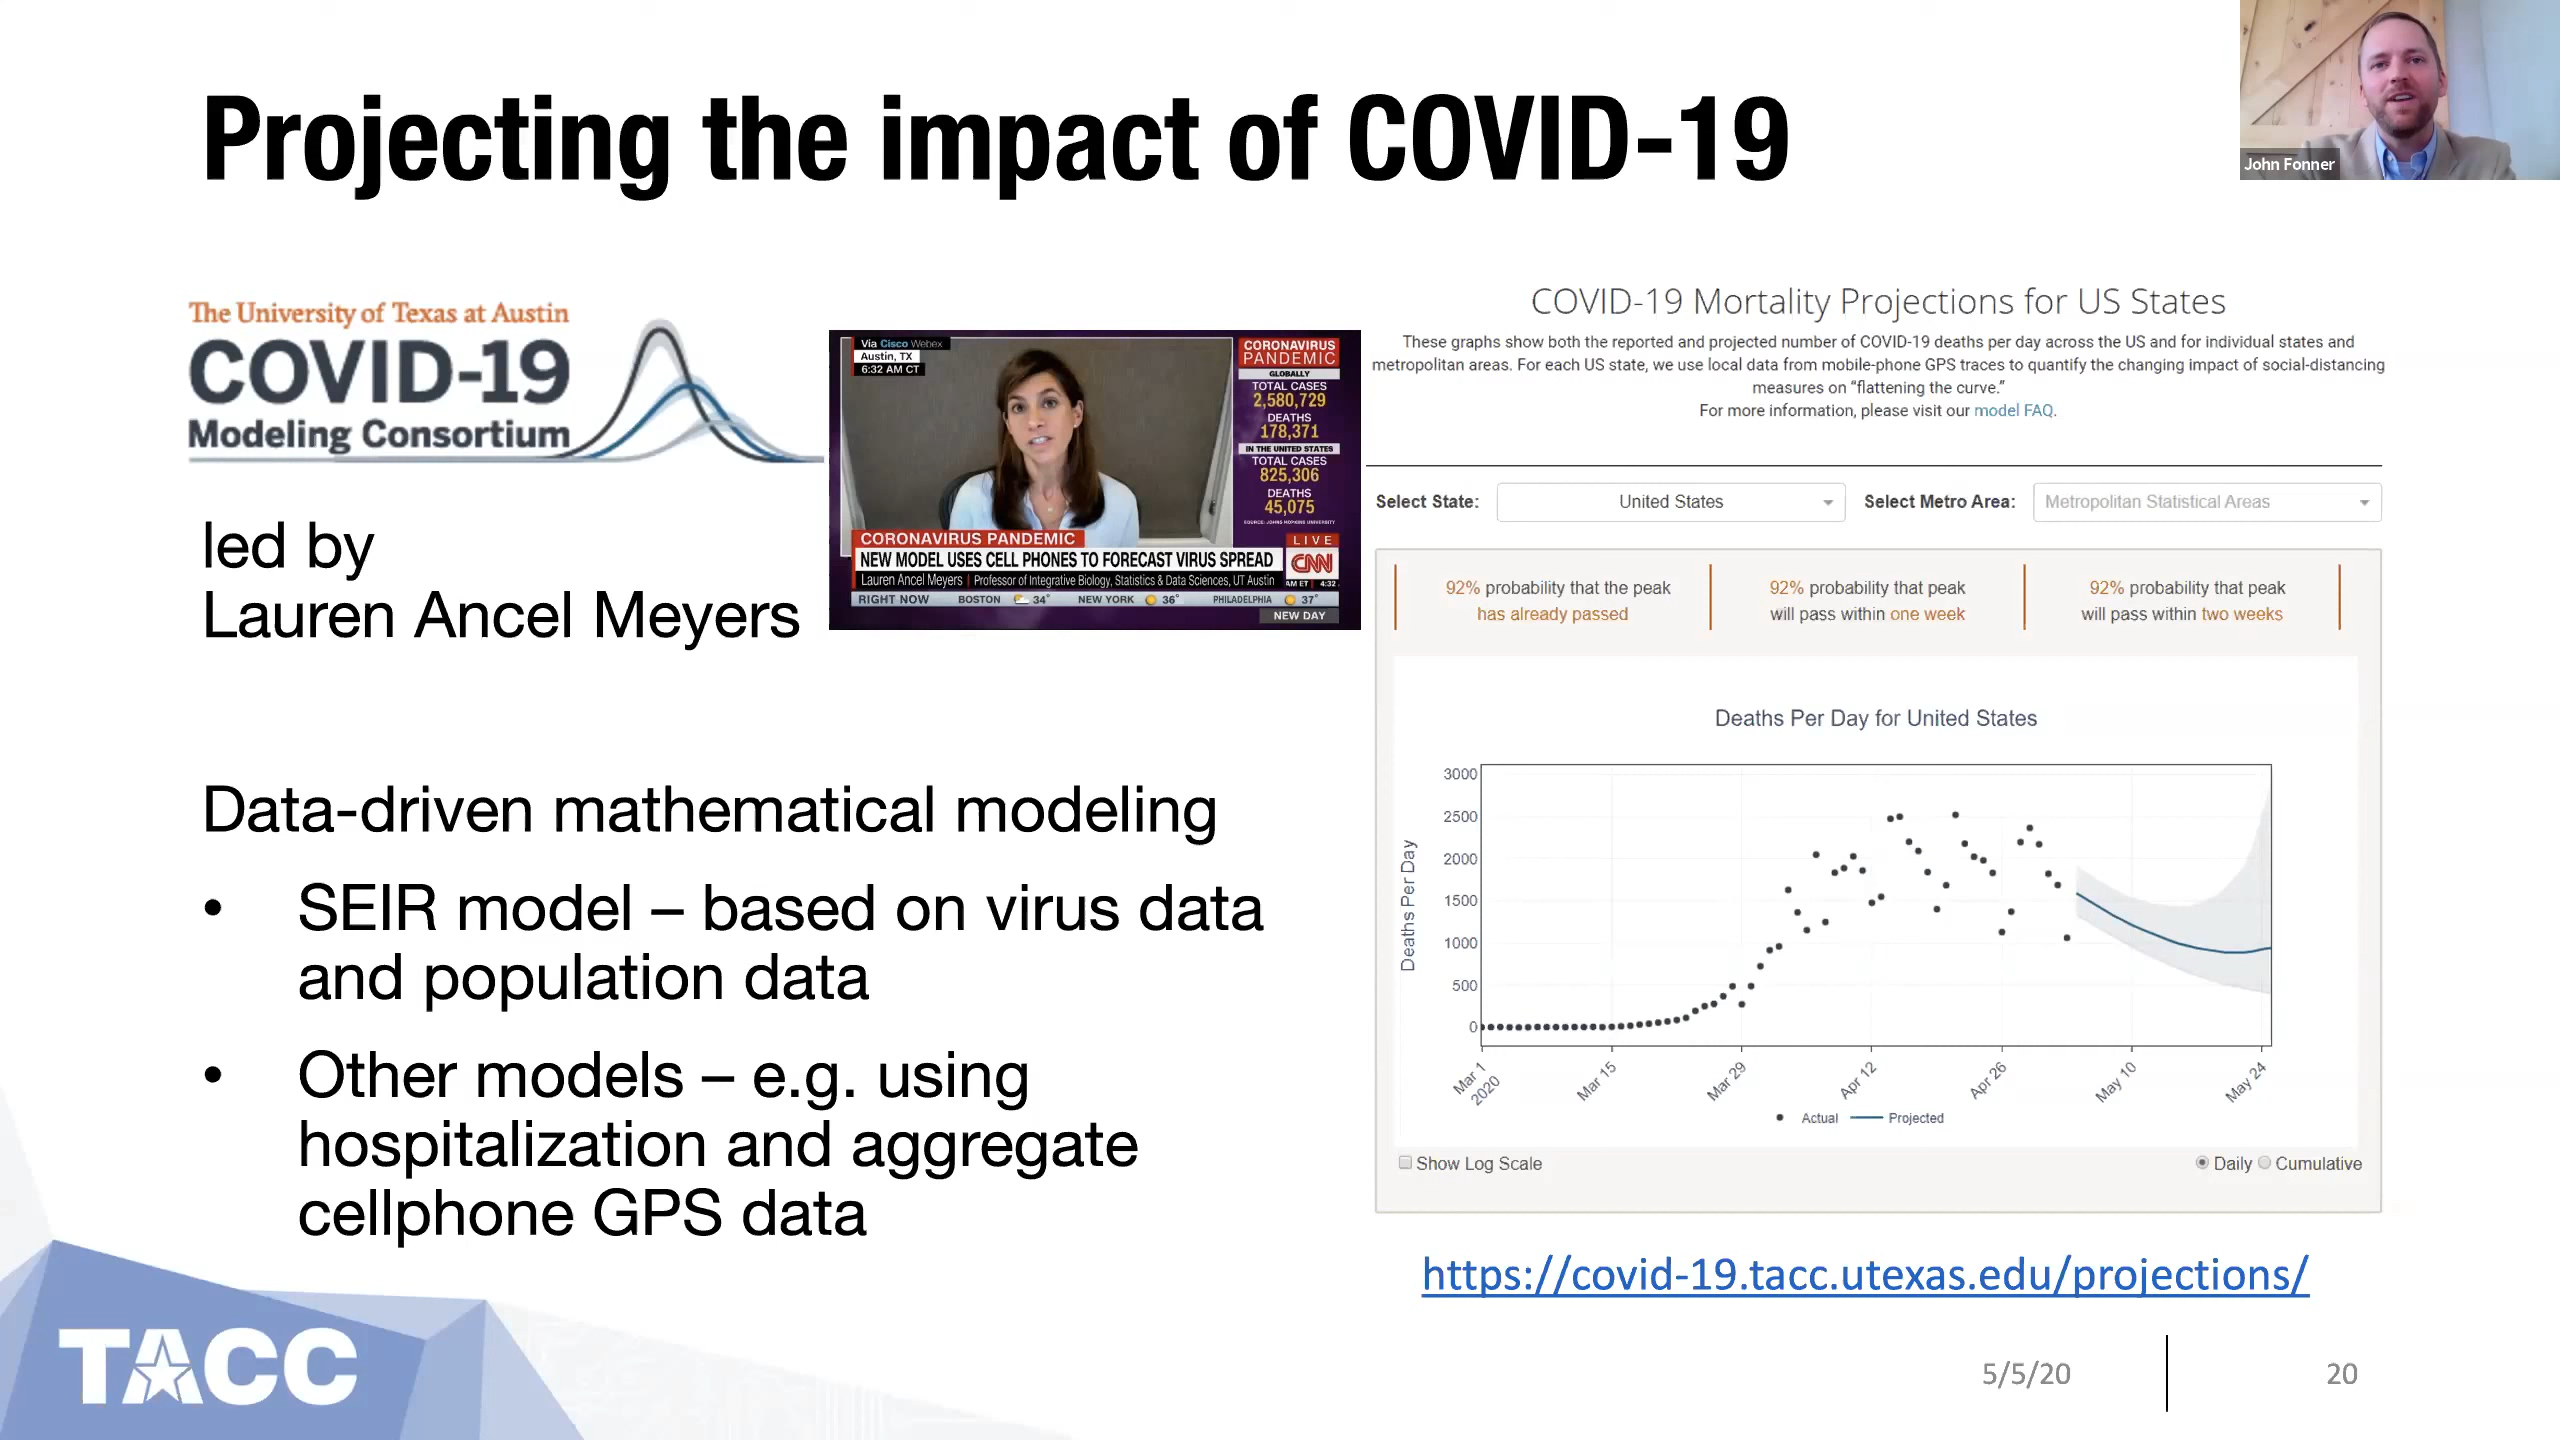 Projecting the impact of COVID-19
John Fonner
The University of Texas at Austin
COVID-19
Modeling Consortium
led by
Lauren Ancel Meyers
Via Cisco Webex
Austin, TX
6:32 AM CT
CORONAVIRUS
PANDEMIC
GLOBALLY
TOTAL CASES
2,580,729
DEATHS
178,371
IN THE UNITED STATES
TOTAL CASES
825,306
DEATHS
45,075
SOURCE: JOHNS HOPKINS UNIVERSITY
CORONAVIRUS PANDEMIC
LIVE
NEW MODEL USES CELL PHONES TO FORECAST VIRUS SPREAD
CNN
Lauren Ancel Meyers | Professor of Integrative Biology, Statistics & Data Sciences, UT Austin
AM ET 4:32
RIGHT NOW BOSTON 34° NEW YORK 36° PHILADELPHIA 37°
NEW DAY
Data-driven mathematical modeling
• SEIR model – based on virus data
and population data
• Other models – e.g. using
hospitalization and aggregate
cellphone GPS data
COVID-19 Mortality Projections for US States
These graphs show both the reported and projected number of COVID-19 deaths per day across the US and for individual states and
metropolitan areas. For each US state, we use local data from mobile-phone GPS traces to quantify the changing impact of social-distancing
measures on “flattening the curve.”
For more information, please visit our model FAQ.
Select State: United States Select Metro Area: Metropolitan Statistical Areas
92% probability that the peak
has already passed
92% probability that peak
will pass within one week
92% probability that peak
will pass within two weeks
Deaths Per Day for United States
Deaths Per Day
3000
2500
2000
1500
1000
500
0
Mar 1
2020
Mar 15
Mar 29
Apr 12
Apr 26
May 10
May 24
Actual Projected
Show Log Scale Daily Cumulative
https://covid-19.tacc.utexas.edu/projections/
TACC
5/5/20 20